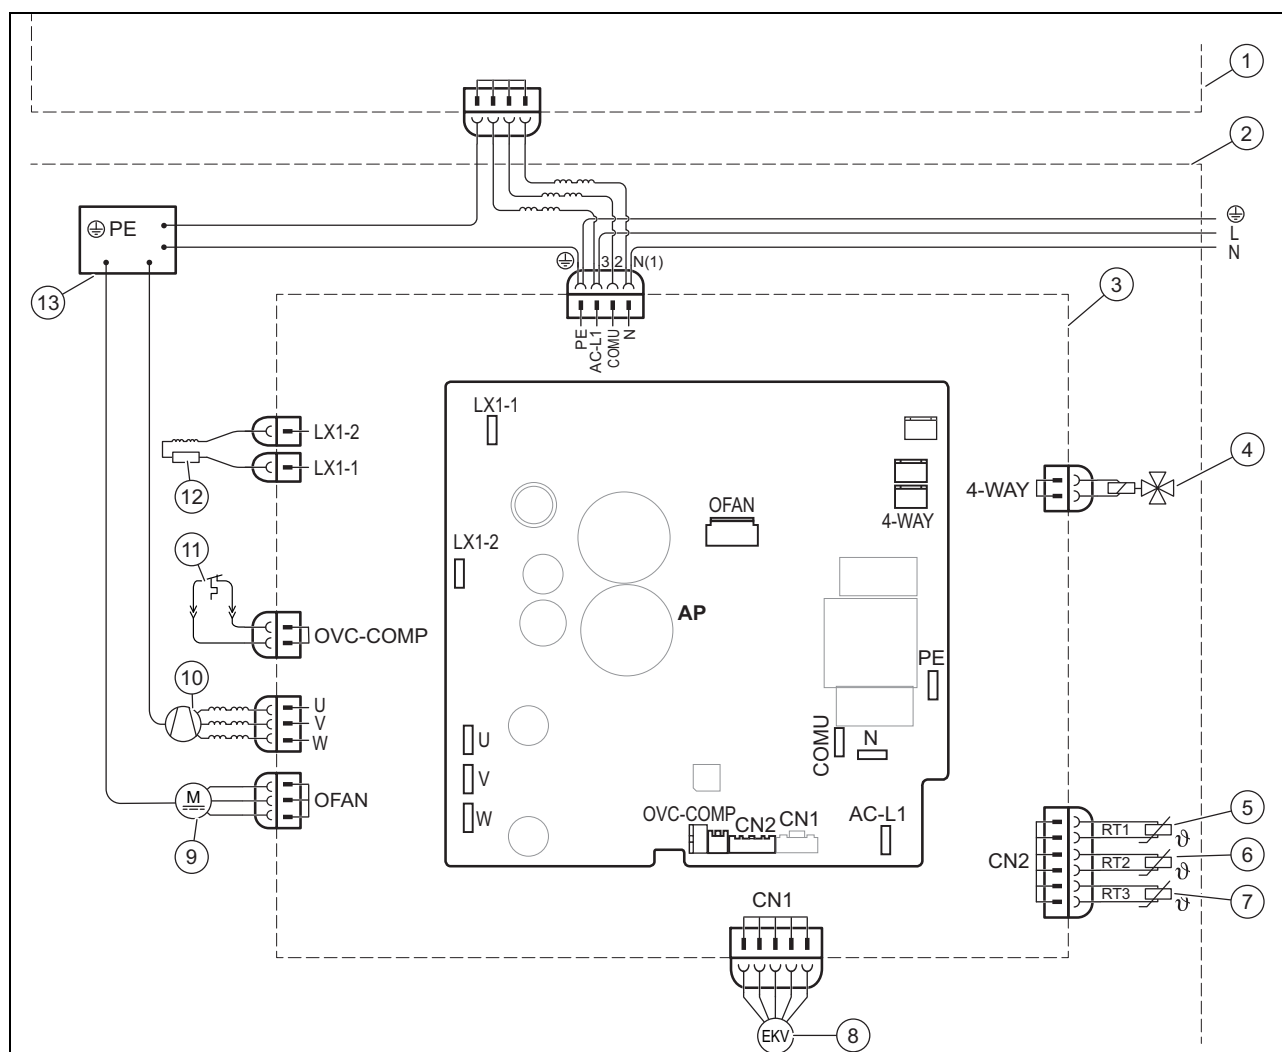 1
2
PE
L
N
3 2 N(1)
13
3
PE
AC-L1
COMU
N
LX1-1
LX1-2
LX1-1
12
4
4-WAY
OFAN
4-WAY
LX1-2
11
AP
OVC-COMP
PE
10
U
V
W
U
V
W
COMU
N
M
OFAN
9
OVC-COMP
CN2
CN1
AC-L1
CN2
RT1
ϑ
5
RT2
ϑ
6
RT3
ϑ
7
CN1
EKV
8